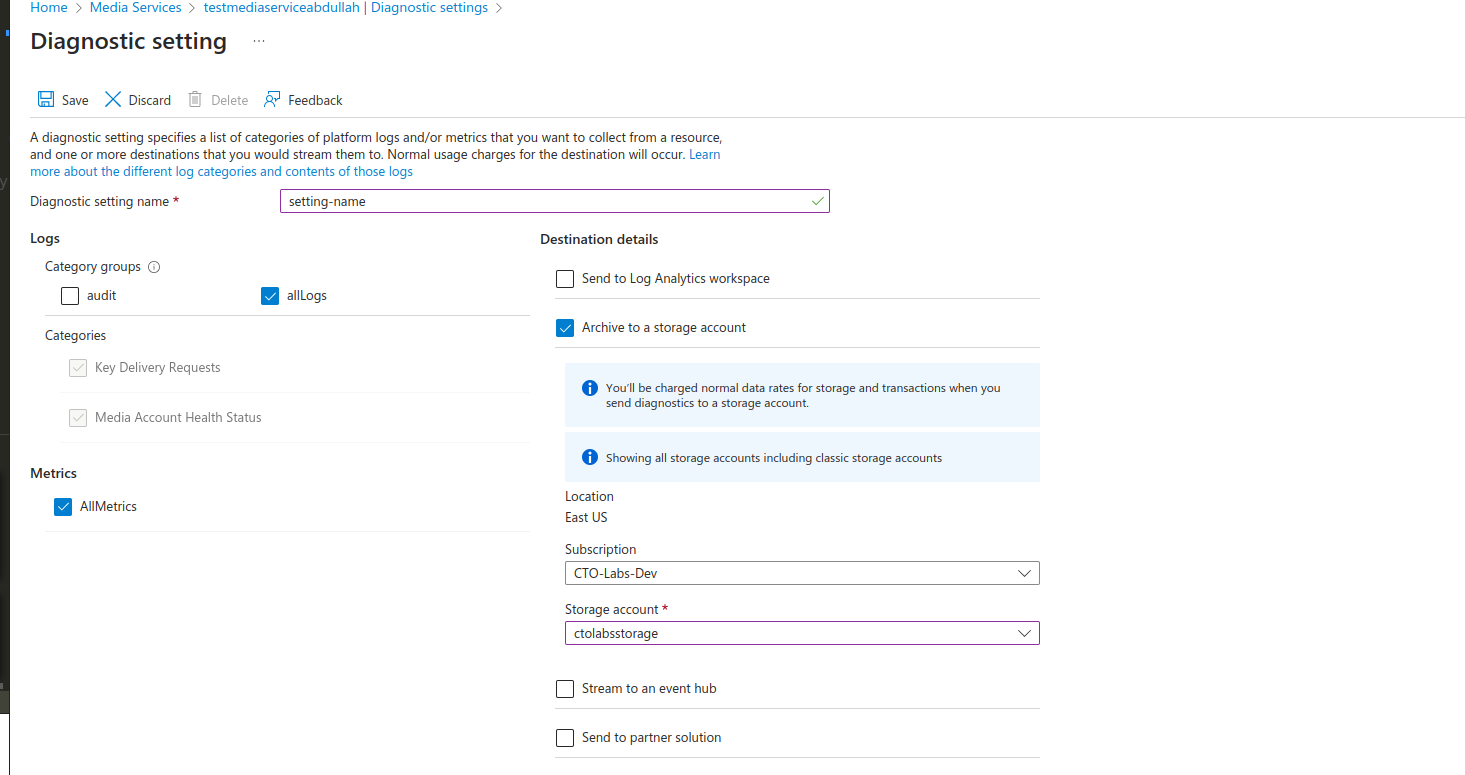 Home > Media Services > testmediaserviceabdullah | Diagnostic settings >
Diagnostic setting ...
Save Discard Delete Feedback
A diagnostic setting specifies a list of categories of platform logs and/or metrics that you want to collect from a resource,
and one or more destinations that you would stream them to. Normal usage charges for the destination will occur. Learn
more about the different log categories and contents of those logs
Diagnostic setting name *
setting-name
Logs
Category groups
audit
allLogs
Categories
Key Delivery Requests
Media Account Health Status
Metrics
AllMetrics
Destination details
Send to Log Analytics workspace
Archive to a storage account
You'll be charged normal data rates for storage and transactions when you
send diagnostics to a storage account.
Showing all storage accounts including classic storage accounts
Location
East US
Subscription
CTO-Labs-Dev
Storage account *
ctolabsstorage
Stream to an event hub
Send to partner solution